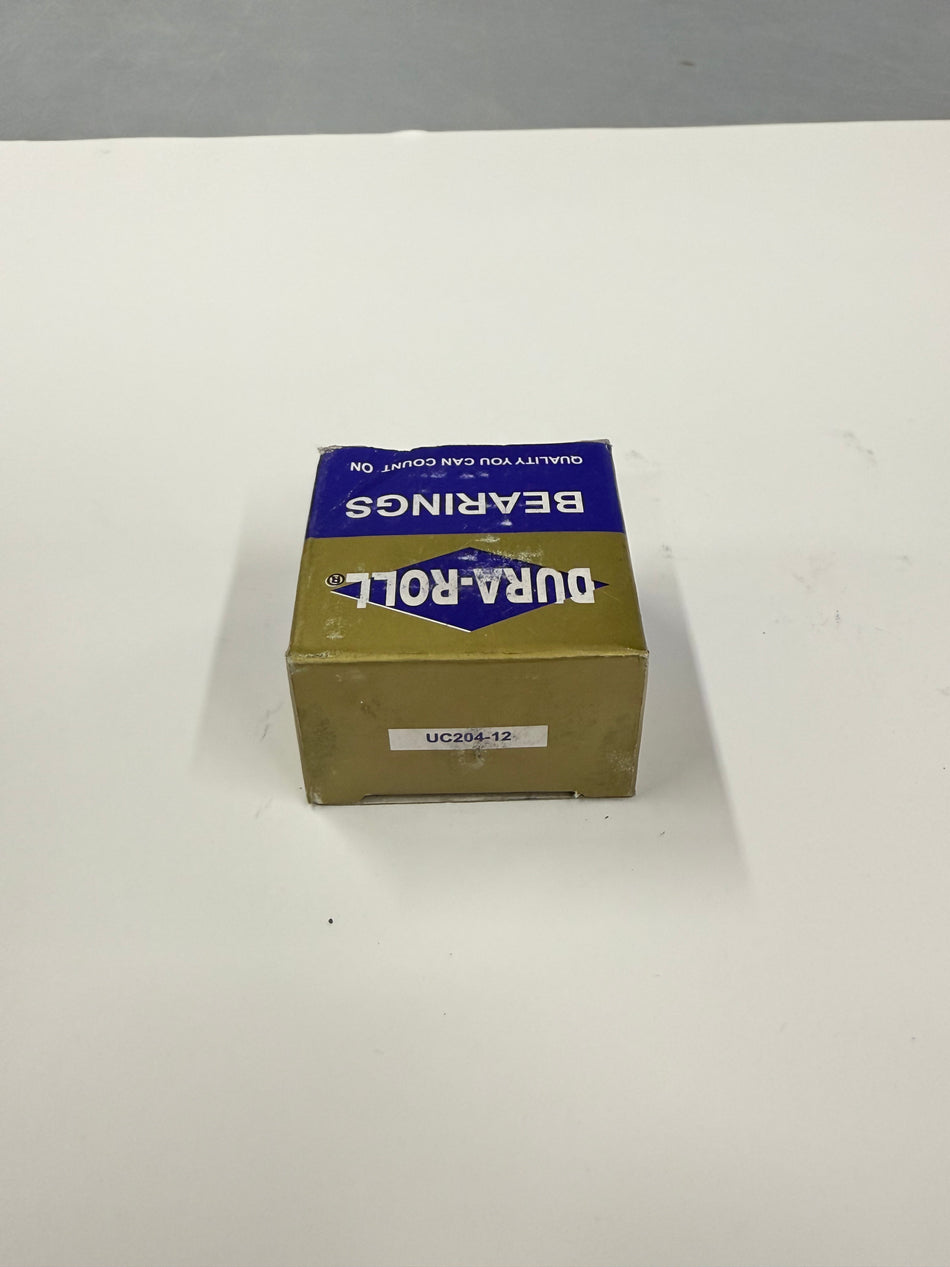 DURA-ROLL®
BEARINGS
QUALITY YOU CAN COUNT ON
UC204-12